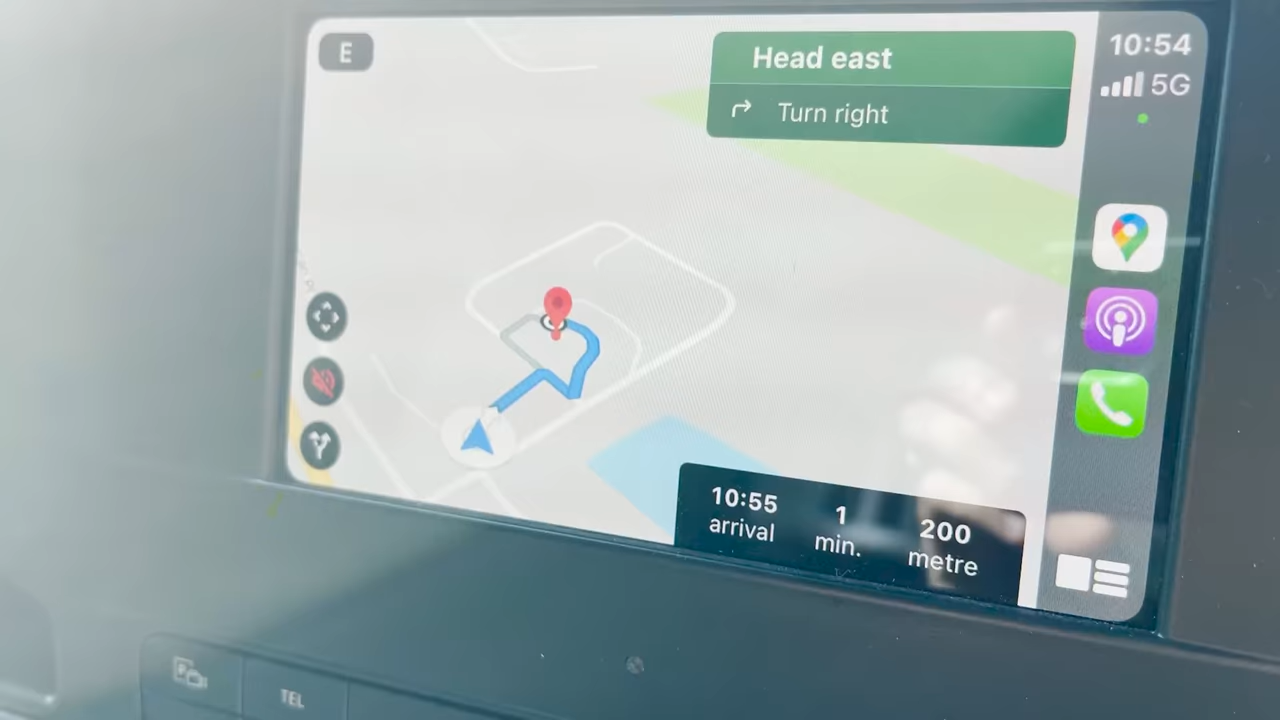 E
Head east
Turn right
10:54
5G
10:55
arrival
1
min.
200
metre
P
TEL